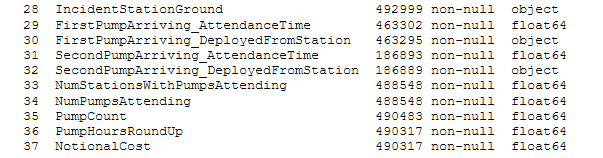 28 IncidentStationGround 492999 non-null object
29 FirstPumpArriving_AttendanceTime 463302 non-null float64
30 FirstPumpArriving_DeployedFromStation 463295 non-null object
31 SecondPumpArriving_AttendanceTime 186893 non-null float64
32 SecondPumpArriving_DeployedFromStation 186889 non-null object
33 NumStationsWithPumpsAttending 488548 non-null float64
34 NumPumpsAttending 488548 non-null float64
35 PumpCount 490483 non-null float64
36 PumpHoursRoundUp 490317 non-null float64
37 NotionalCost 490317 non-null float64